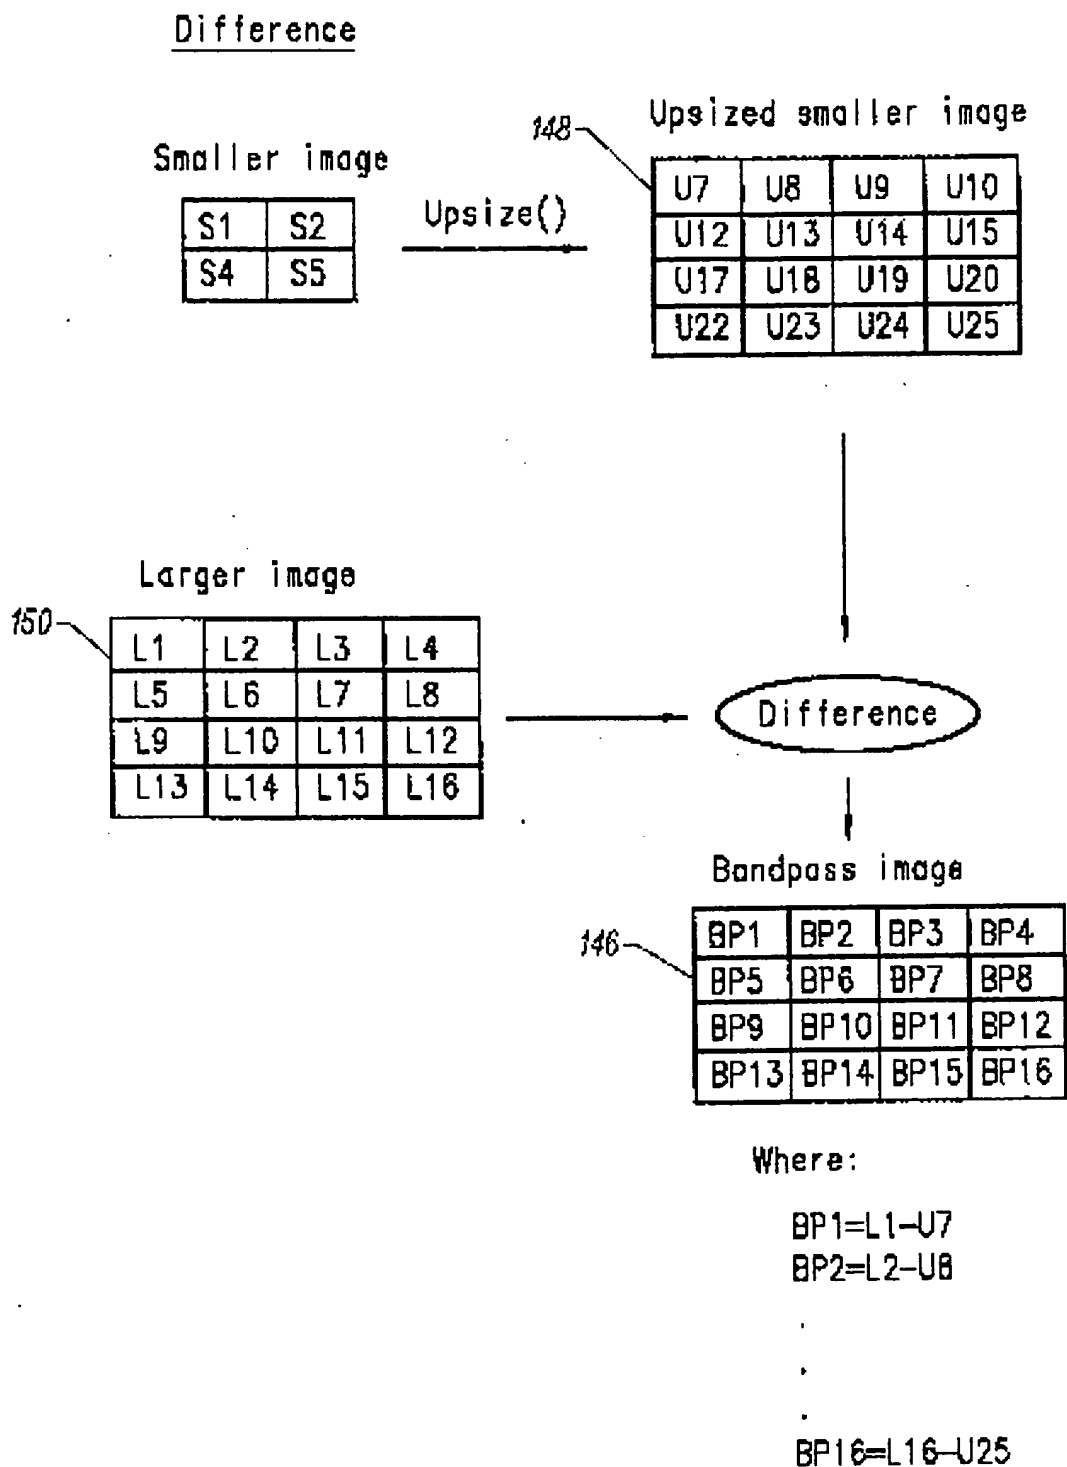 Difference
Smaller image
S1 S2
S4 S5
Upsize()
148
Upsized smaller image
U7 U8 U9 U10
U12 U13 U14 U15
U17 U18 U19 U20
U22 U23 U24 U25
Larger image
150
L1 L2 L3 L4
L5 L6 L7 L8
L9 L10 L11 L12
L13 L14 L15 L16
Difference
Bandpass image
146
BP1 BP2 BP3 BP4
BP5 BP6 BP7 BP8
BP9 BP10 BP11 BP12
BP13 BP14 BP15 BP16
Where:
BP1=L1-U7
BP2=L2-U8
.
.
.
BP16=L16-U25